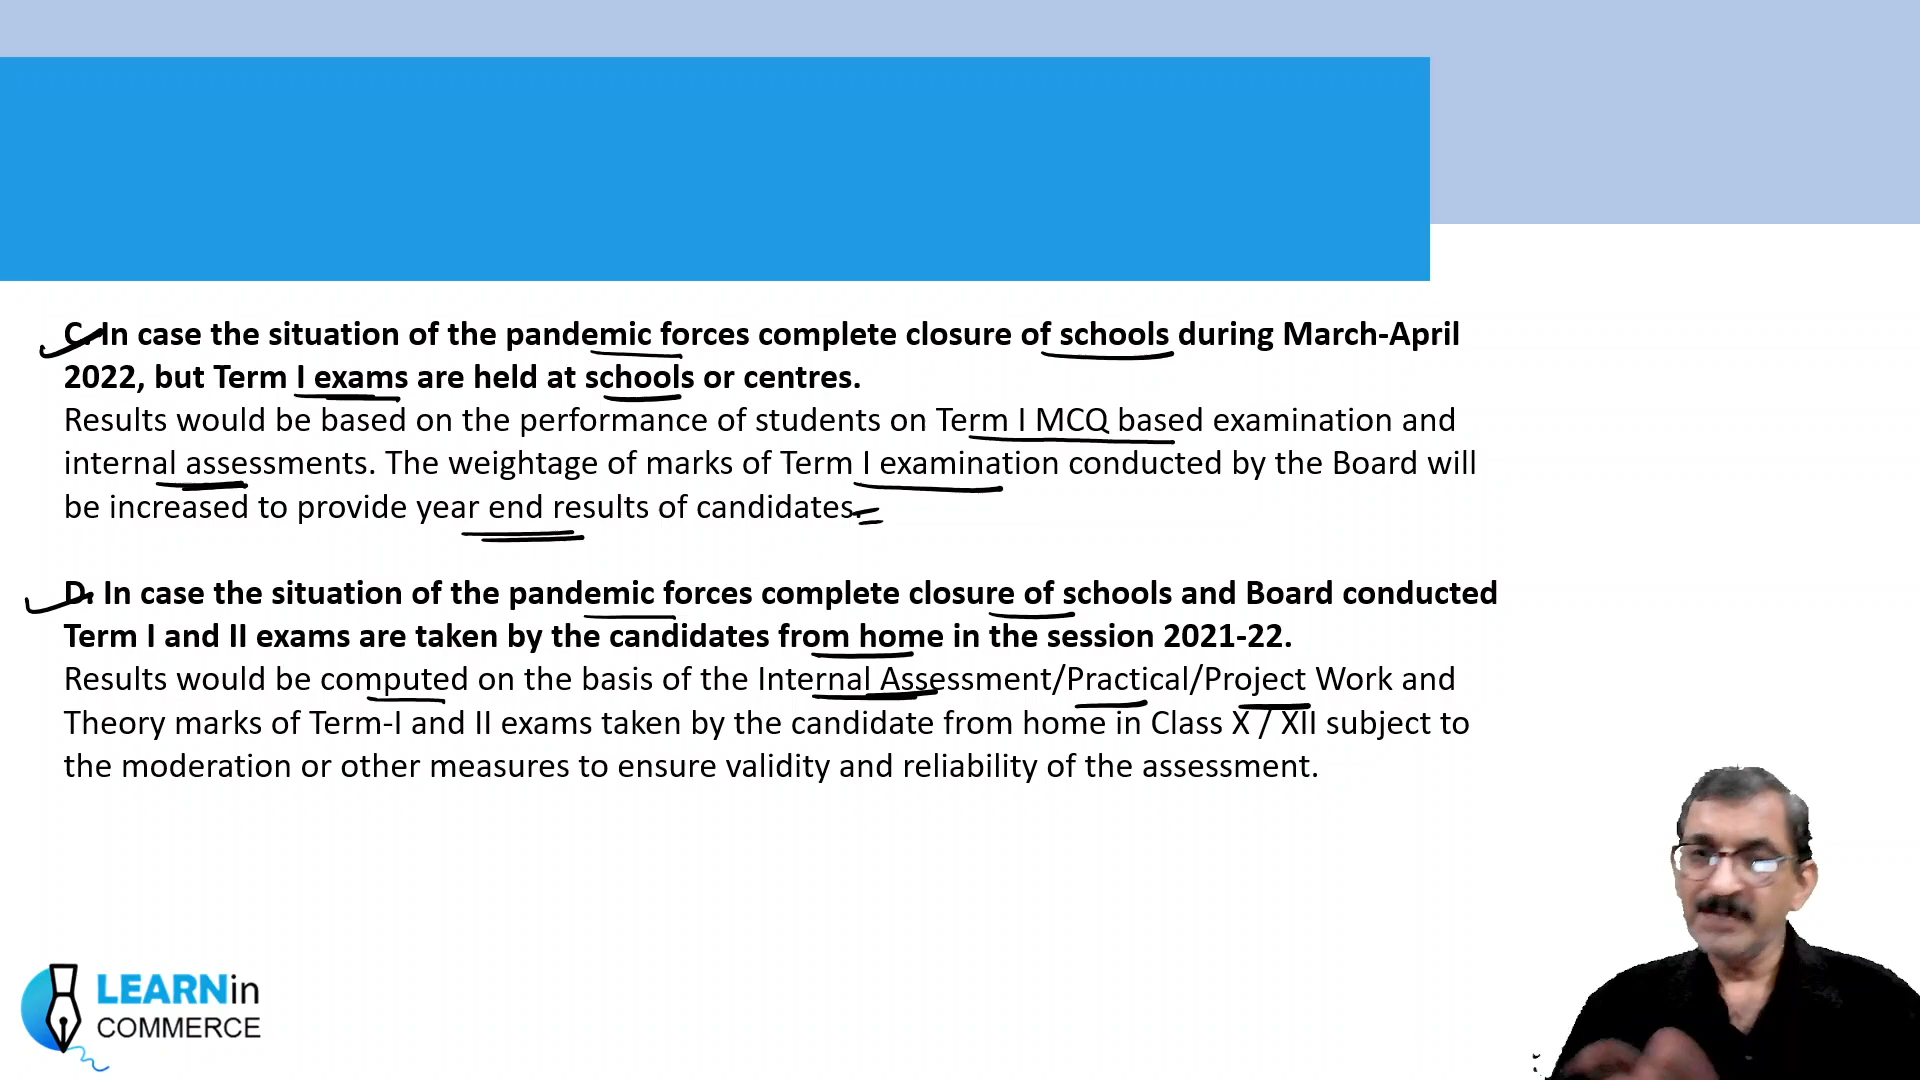 C. In case the situation of the pandemic forces complete closure of schools during March-April
2022, but Term I exams are held at schools or centres.
Results would be based on the performance of students on Term I MCQ based examination and
internal assessments. The weightage of marks of Term I examination conducted by the Board will
be increased to provide year end results of candidates.
D. In case the situation of the pandemic forces complete closure of schools and Board conducted
Term I and II exams are taken by the candidates from home in the session 2021-22.
Results would be computed on the basis of the Internal Assessment/Practical/Project Work and
Theory marks of Term-I and II exams taken by the candidate from home in Class X / XII subject to
the moderation or other measures to ensure validity and reliability of the assessment.
LEARNin
COMMERCE